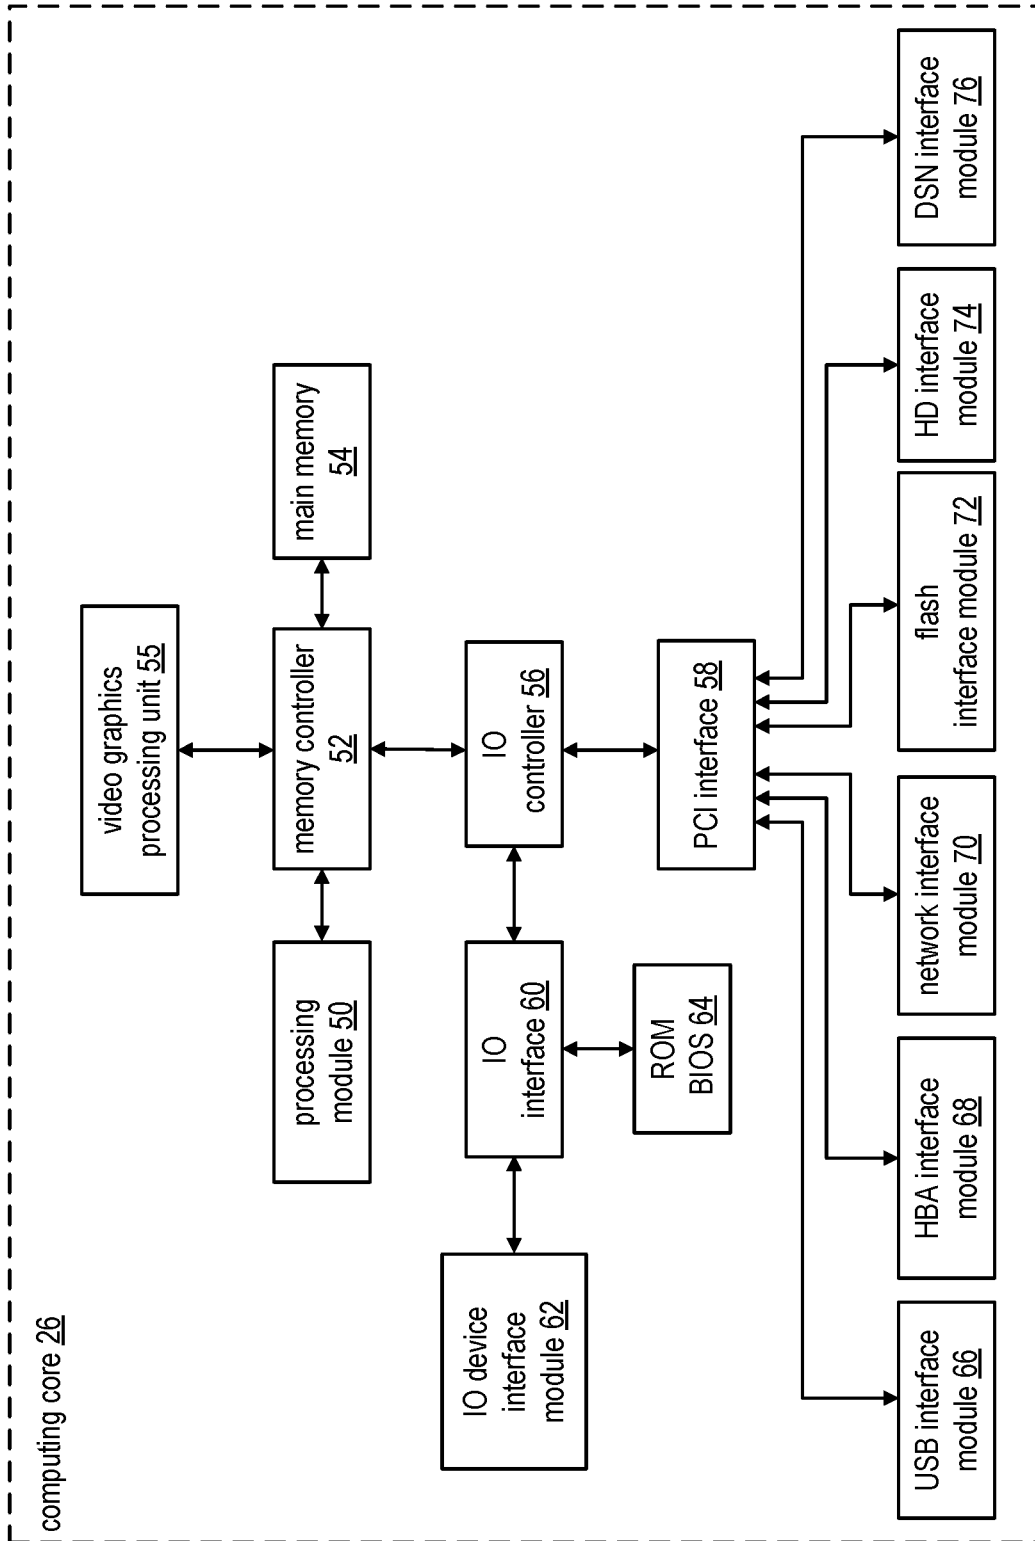 computing core 26
video graphics
processing unit 55
processing
module 50
memory controller
52
main memory
54
IO device
interface
module 62
IO
interface 60
IO
controller 56
ROM
BIOS 64
PCI interface 58
USB interface
module 66
HBA interface
module 68
network interface
module 70
flash
interface module 72
HD interface
module 74
DSN interface
module 76